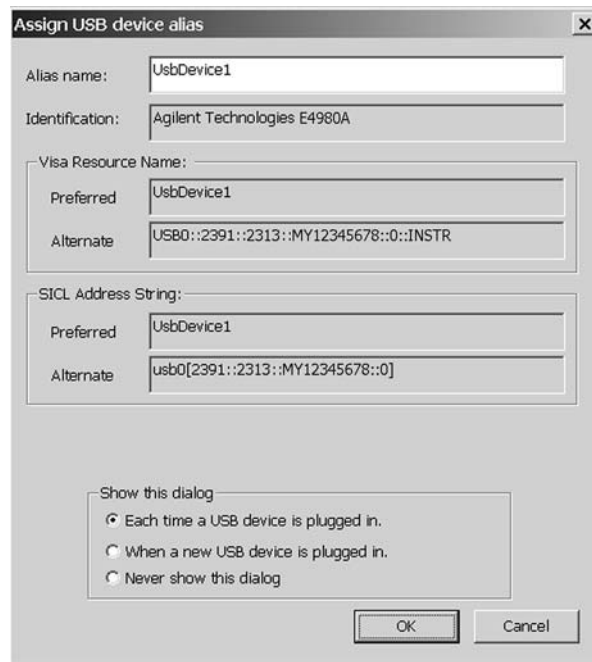 Assign USB device alias
Alias name: UsbDevice1
Identification: Agilent Technologies E4980A
Visa Resource Name:
Preferred UsbDevice1
Alternate USB0::2391::2313::MY12345678::0::INSTR
SICL Address String:
Preferred UsbDevice1
Alternate usb0[2391::2313::MY12345678::0]
Show this dialog
Each time a USB device is plugged in.
When a new USB device is plugged in.
Never show this dialog
OK Cancel